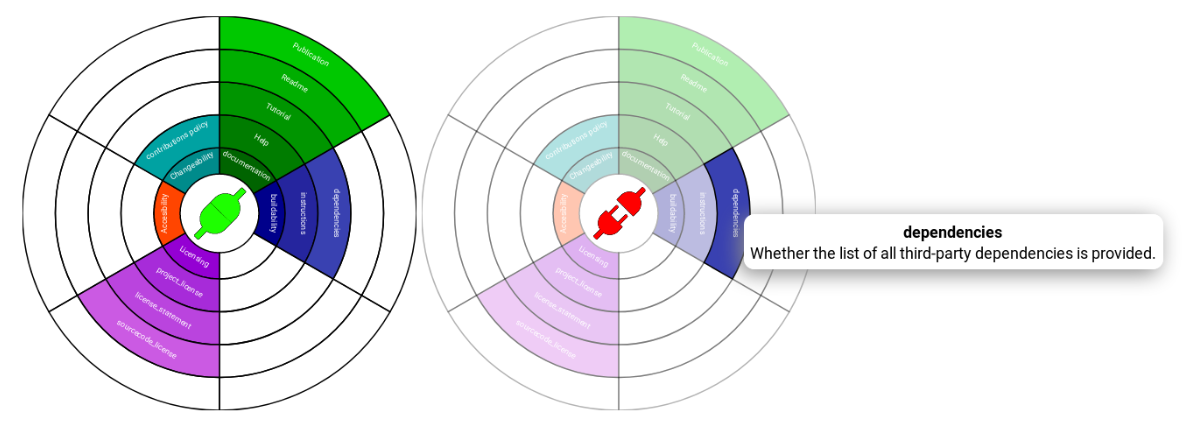 Publication
Readme
Tutorial
Help
documentation
contributions policy
Changeability
Accesibility
buildability
instructions
dependencies
Licensing
project_license
license_statement
sourcecode_license
Publication
Readme
Tutorial
Help
documentation
contributions policy
Changeability
Accesibility
buildability
instructions
dependencies
Licensing
project_license
license_statement
sourcecode_license
dependencies
Whether the list of all third-party dependencies is provided.